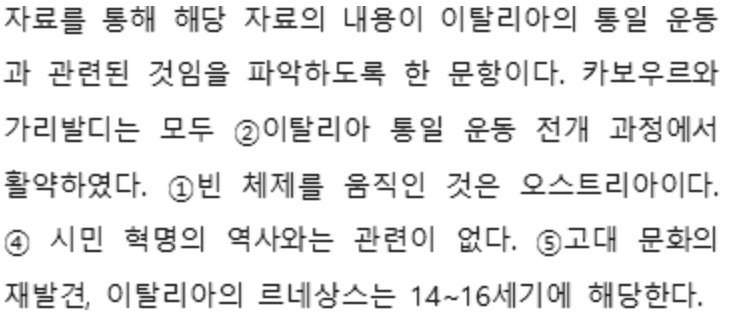 자료를 통해 해당 자료의 내용이 이탈리아의 통일 운동
과 관련된 것임을 파악하도록 한 문항이다. 카보우르와
가리발디는 모두 ②이탈리아 통일 운동 전개 과정에서
활약하였다. ①빈 체제를 움직인 것은 오스트리아이다.
④ 시민 혁명의 역사와는 관련이 없다. ⑤고대 문화의
재발견, 이탈리아의 르네상스는 14~16세기에 해당한다.